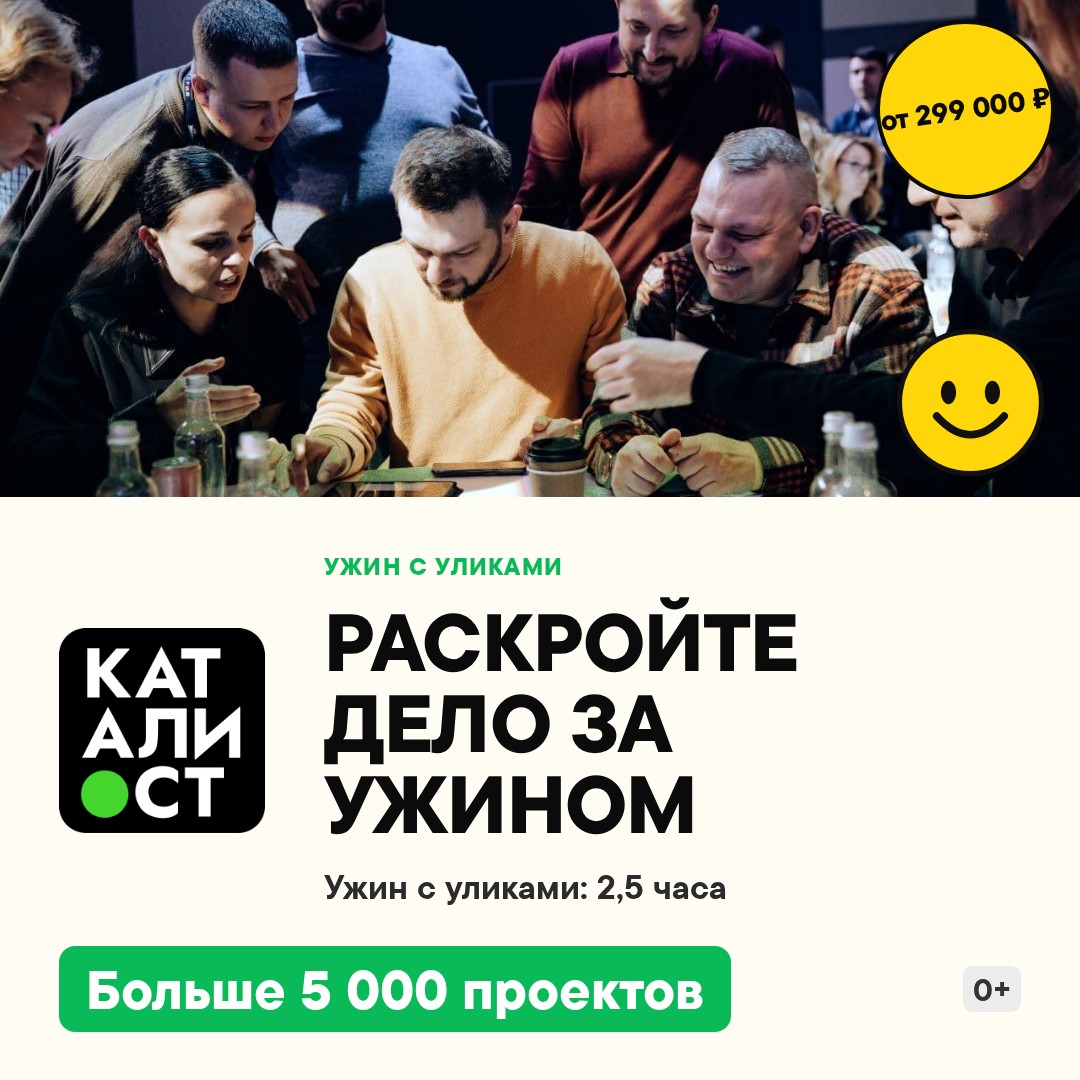 от 299 000 ₽
УЖИН С УЛИКАМИ
РАСКРОЙТЕ
ДЕЛО ЗА
УЖИНОМ
КАТ
АЛИ
СТ
Ужин с уликами: 2,5 часа
Больше 5 000 проектов
0+